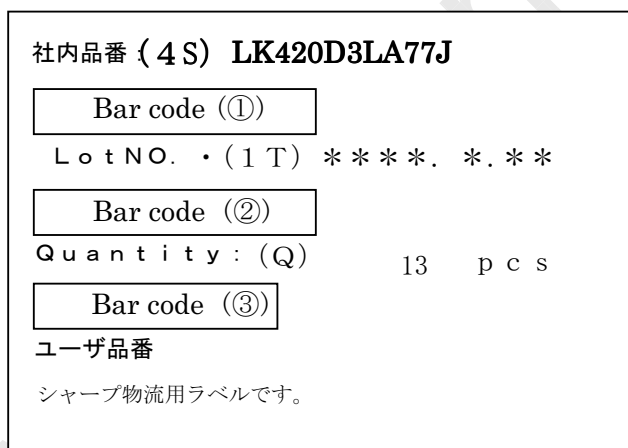 社内品番:(4S) LK420D3LA77J
Bar code (①)
LotNO.・(1T) ****. *.**
Bar code (②)
Quantity:(Q) 13 pcs
Bar code (③)
ユーザ品番
シャープ物流用ラベルです。